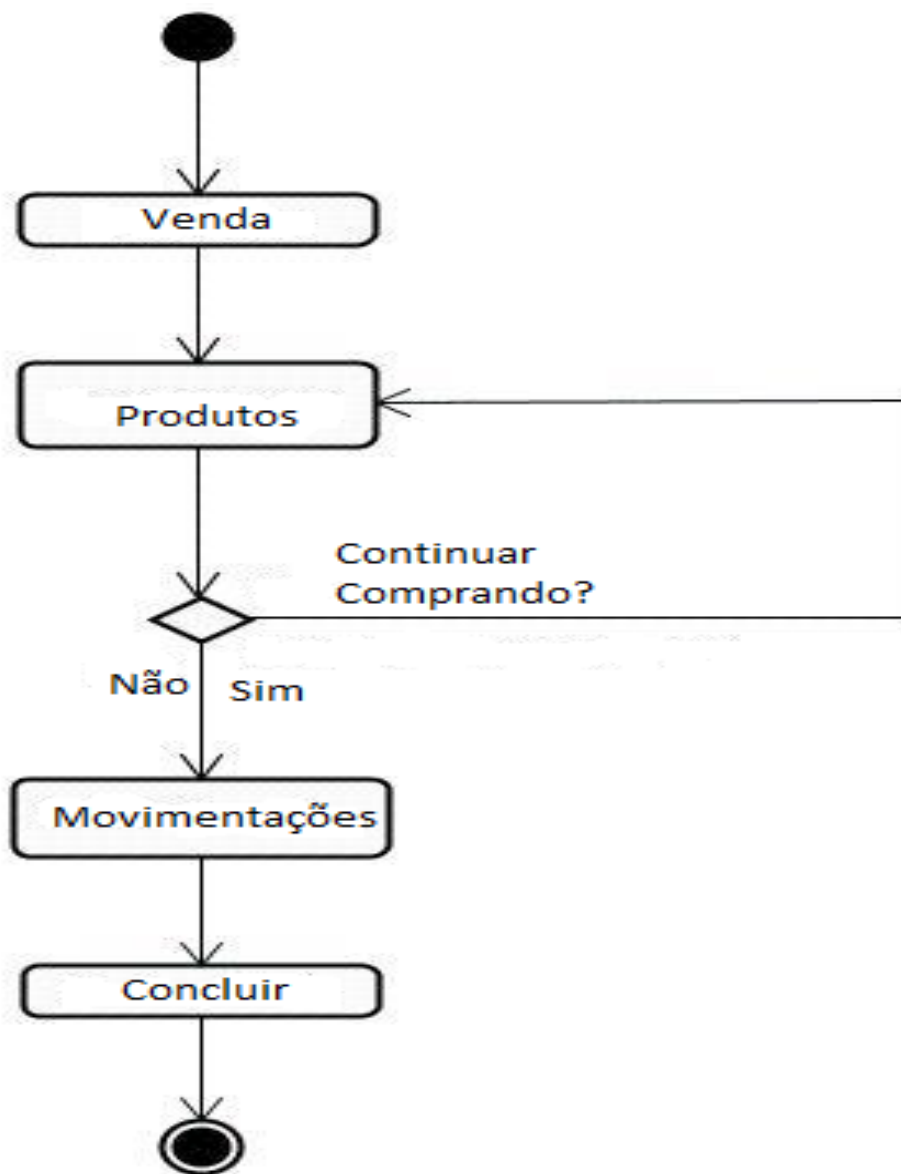 Venda
Produtos
Continuar
Comprando?
Não
Sim
Movimentações
Concluir